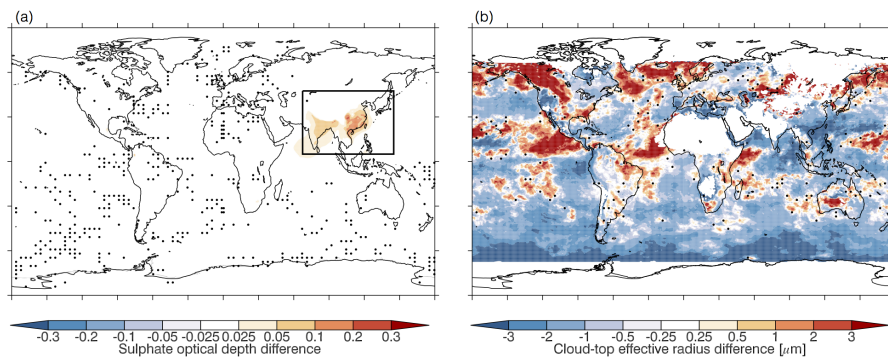 (a)
(b)
-0.3 -0.2 -0.1 -0.05 -0.025 0.025 0.05 0.1 0.2 0.3
Sulphate optical depth difference
-3 -2 -1 -0.5 -0.25 0.25 0.5 1 2 3
Cloud-top effective radius difference [μm]